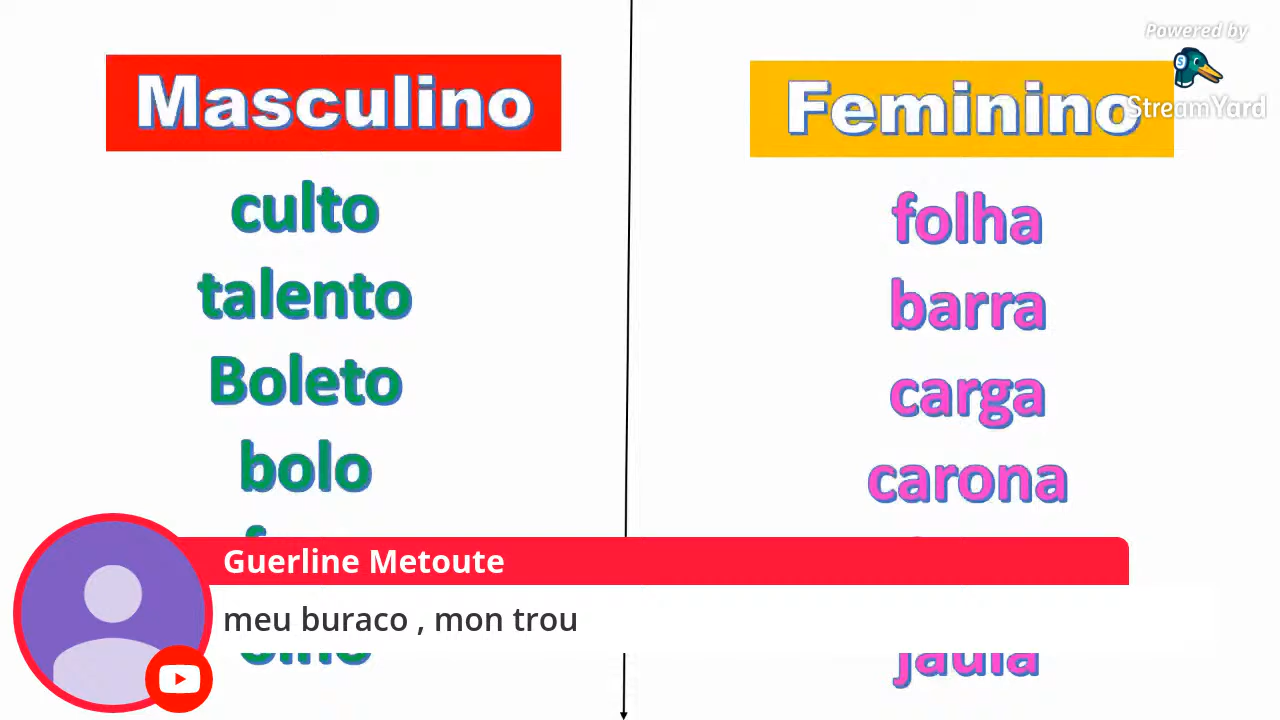 Powered by
StreamYard
Masculino
Feminino
culto
talento
Boleto
bolo
folha
barra
carga
carona
jaula
Guerline Metoute
meu buraco , mon trou